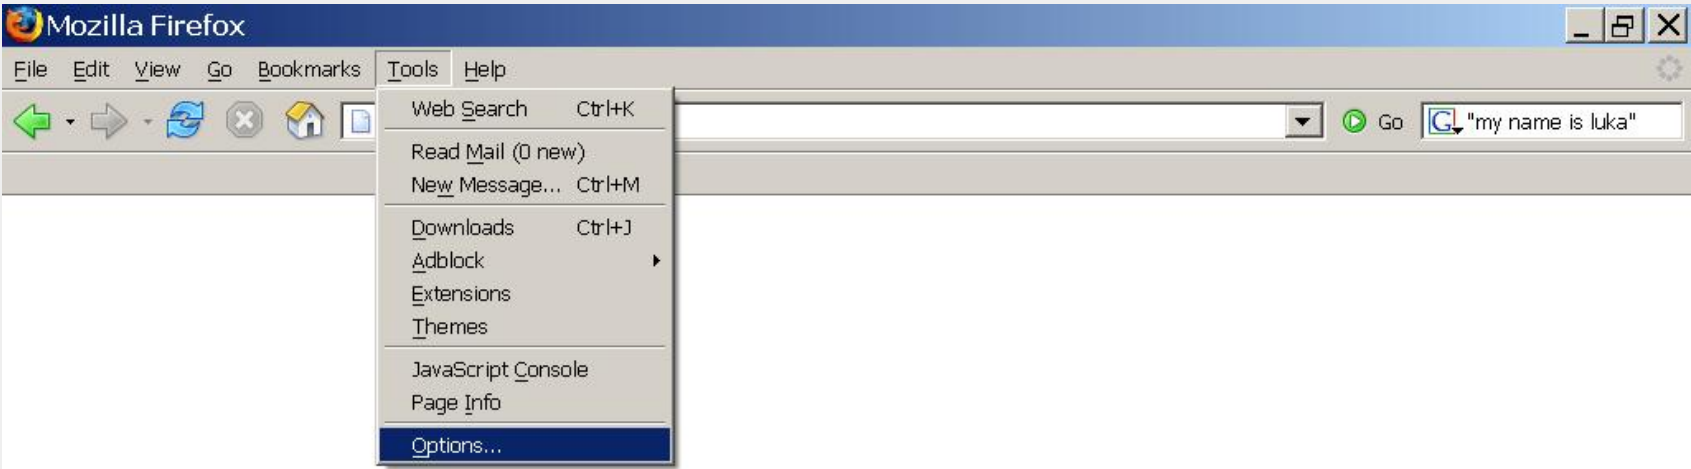 Mozilla Firefox
File Edit View Go Bookmarks Tools Help
Go G "my name is luka"
Web Search Ctrl+K
Read Mail (0 new)
New Message... Ctrl+M
Downloads Ctrl+J
Adblock
Extensions
Themes
JavaScript Console
Page Info
Options...